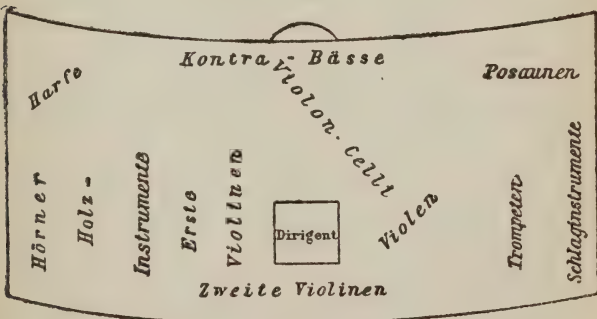 Kontra-Bässe
Harfe
Violon-Celli
Posaunen
Hörner
Holz-
Instrumente
Erste
Violinen
Dirigent
Violen
Trompeten
Schlaginstrumente
Zweite Violinen